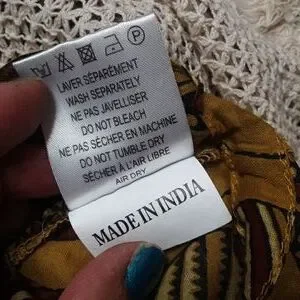 LAVER SÉPARÉMENT
WASH SEPARATELY
NE PAS JAVELLISER
DO NOT BLEACH
NE PAS SÉCHER EN MACHINE
DO NOT TUMBLE DRY
SÉCHER À L'AIR LIBRE
AIR DRY
MADE IN INDIA